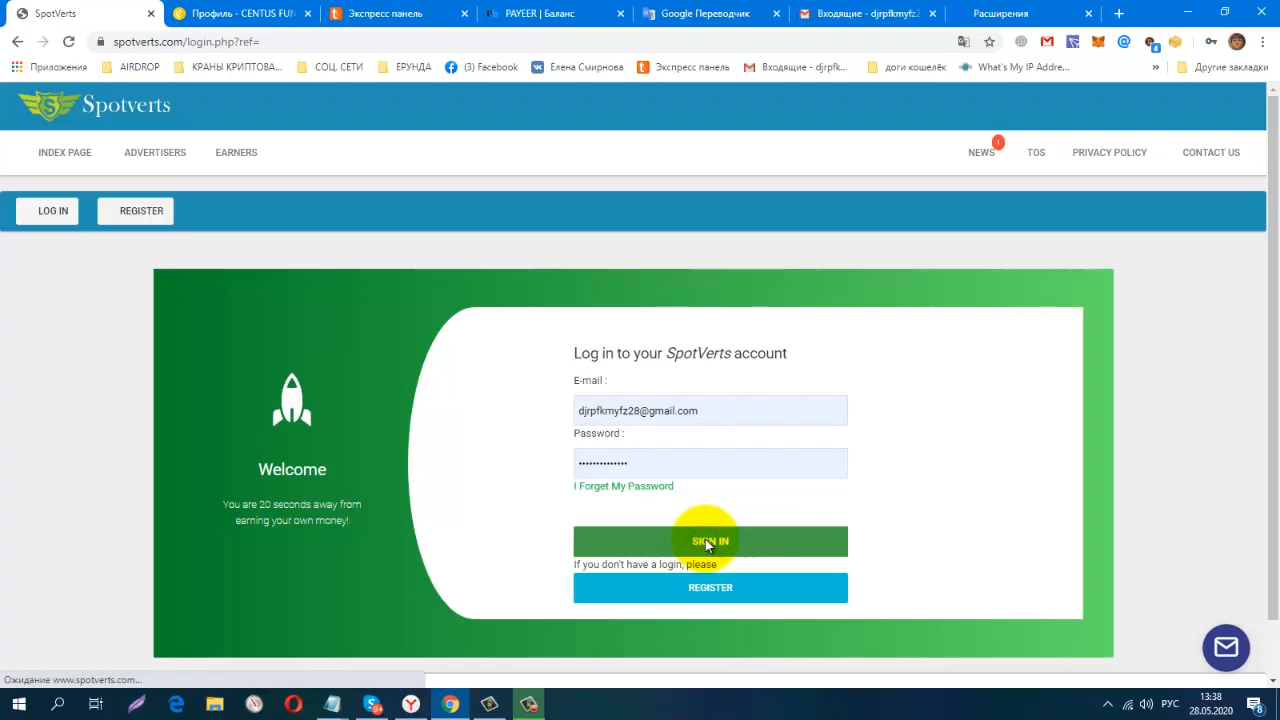 SpotVerts
Профиль - CENTUS FUN
Экспресс панель
PAYEER | Баланс
Google Переводчик
Входящие - djrpfkmyfz2
Расширения
spotverts.com/login.php?ref=
Приложения
AIRDROP
КРАНЫ КРИПТОВА...
СОЦ. СЕТИ
ЕРУНДА
(3) Facebook
Елена Смирнова
Экспресс панель
Входящие - djrpfk...
доги кошелёк
What's My IP Addre...
»
Другие закладки
Spotverts
INDEX PAGE
ADVERTISERS
EARNERS
NEWS
1
TOS
PRIVACY POLICY
CONTACT US
LOG IN
REGISTER
Welcome
You are 20 seconds away from
earning your own money!
Log in to your SpotVerts account
E-mail :
djrpfkmyfz28@gmail.com
Password :
••••••••••••••
I Forget My Password
SIGN IN
If you don't have a login, please
REGISTER
Ожидание www.spotverts.com...
РУС
13:38
28.05.2020